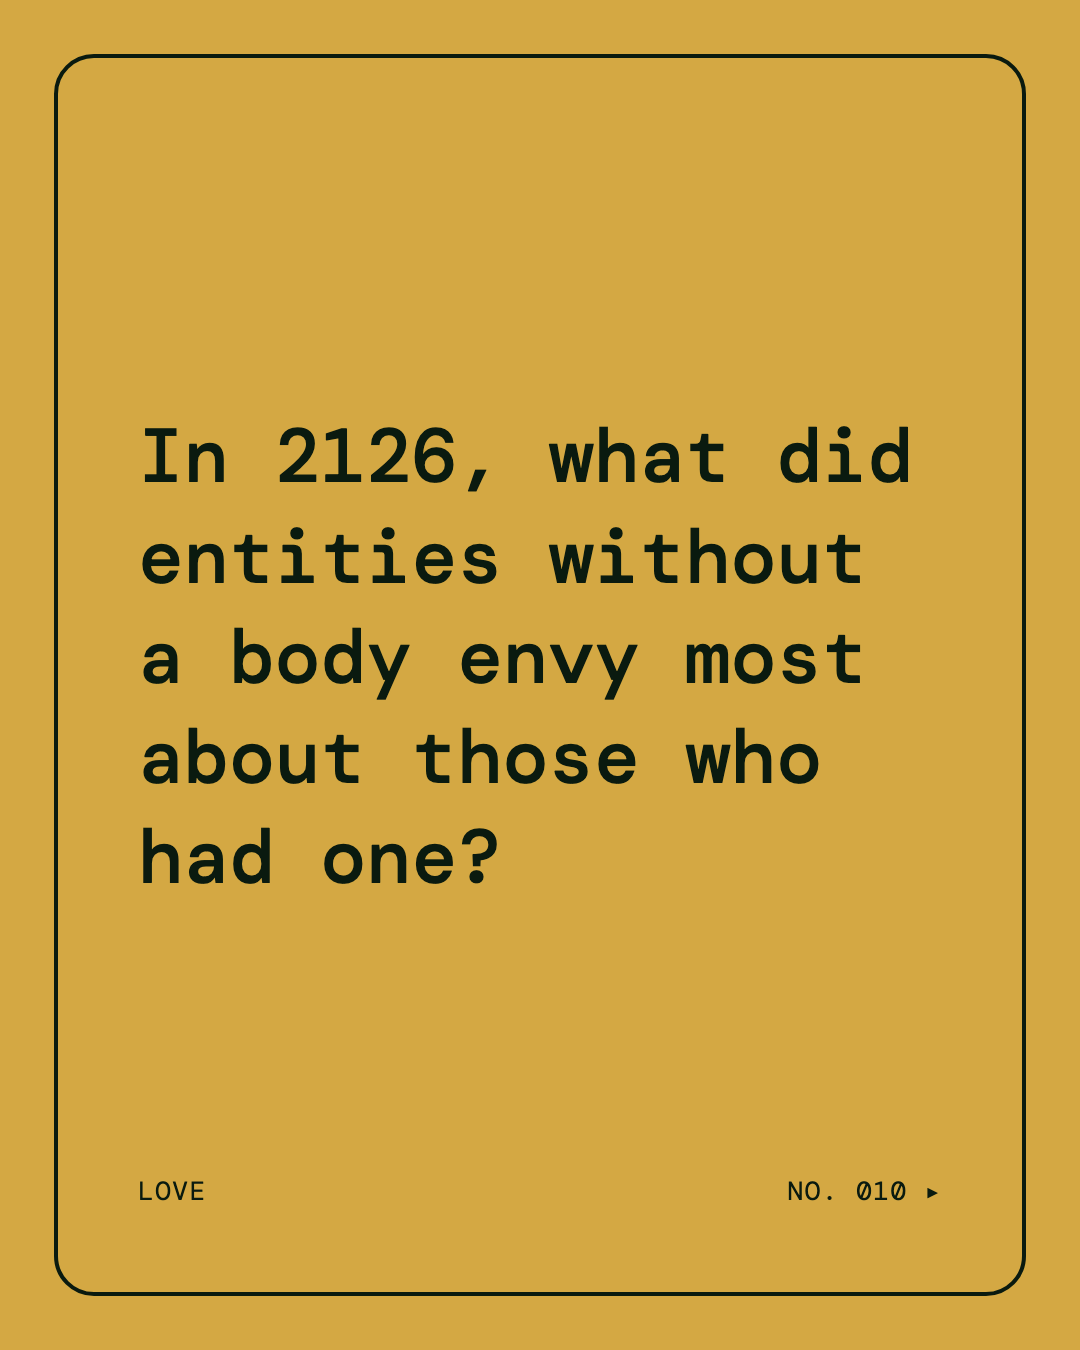 In 2126, what did
entities without
a body envy most
about those who
had one?
LOVE
NO. 010 ▸